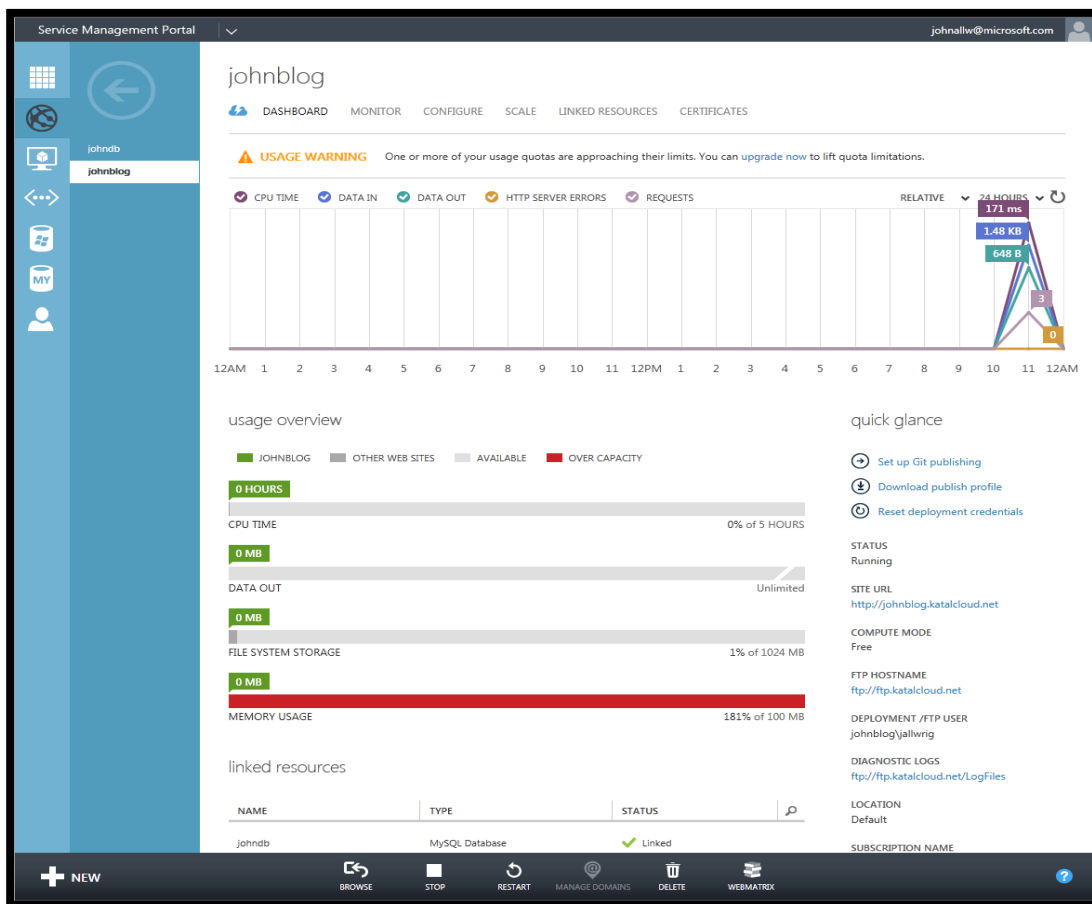 Service Management Portal
johnallw@microsoft.com
johndb
johnblog
MY
johnblog
DASHBOARD MONITOR CONFIGURE SCALE LINKED RESOURCES CERTIFICATES
USAGE WARNING One or more of your usage quotas are approaching their limits. You can upgrade now to lift quota limitations.
CPU TIME DATA IN DATA OUT HTTP SERVER ERRORS REQUESTS RELATIVE 24 HOURS
171 ms
1.48 KB
648 B
3
0
12AM 1 2 3 4 5 6 7 8 9 10 11 12PM 1 2 3 4 5 6 7 8 9 10 11 12AM
usage overview
JOHNBLOG OTHER WEB SITES AVAILABLE OVER CAPACITY
0 HOURS
CPU TIME 0% of 5 HOURS
0 MB
DATA OUT Unlimited
0 MB
FILE SYSTEM STORAGE 1% of 1024 MB
0 MB
MEMORY USAGE 181% of 100 MB
linked resources
NAME TYPE STATUS
johndb MySQL Database Linked
quick glance
Set up Git publishing
Download publish profile
Reset deployment credentials
STATUS
Running
SITE URL
http://johnblog.katalcloud.net
COMPUTE MODE
Free
FTP HOSTNAME
ftp://ftp.katalcloud.net
DEPLOYMENT /FTP USER
johnblog\jallwrig
DIAGNOSTIC LOGS
ftp://ftp.katalcloud.net/LogFiles
LOCATION
Default
SUBSCRIPTION NAME
NEW
BROWSE STOP RESTART MANAGE DOMAINS DELETE WEBMATRIX
?